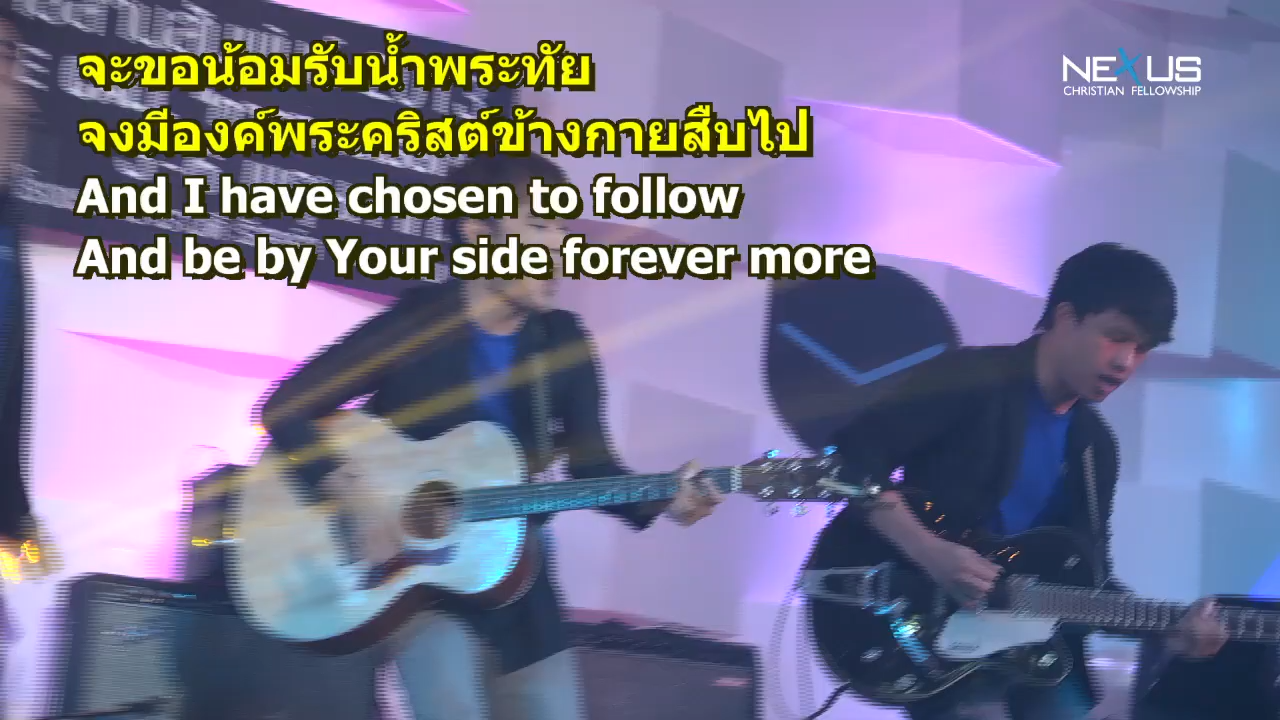 จะขอน้อมรับน้ำพระทัย
จงมีองค์พระคริสต์ข้างกายสืบไป
And I have chosen to follow
And be by Your side forever more
NEXUS
CHRISTIAN FELLOWSHIP